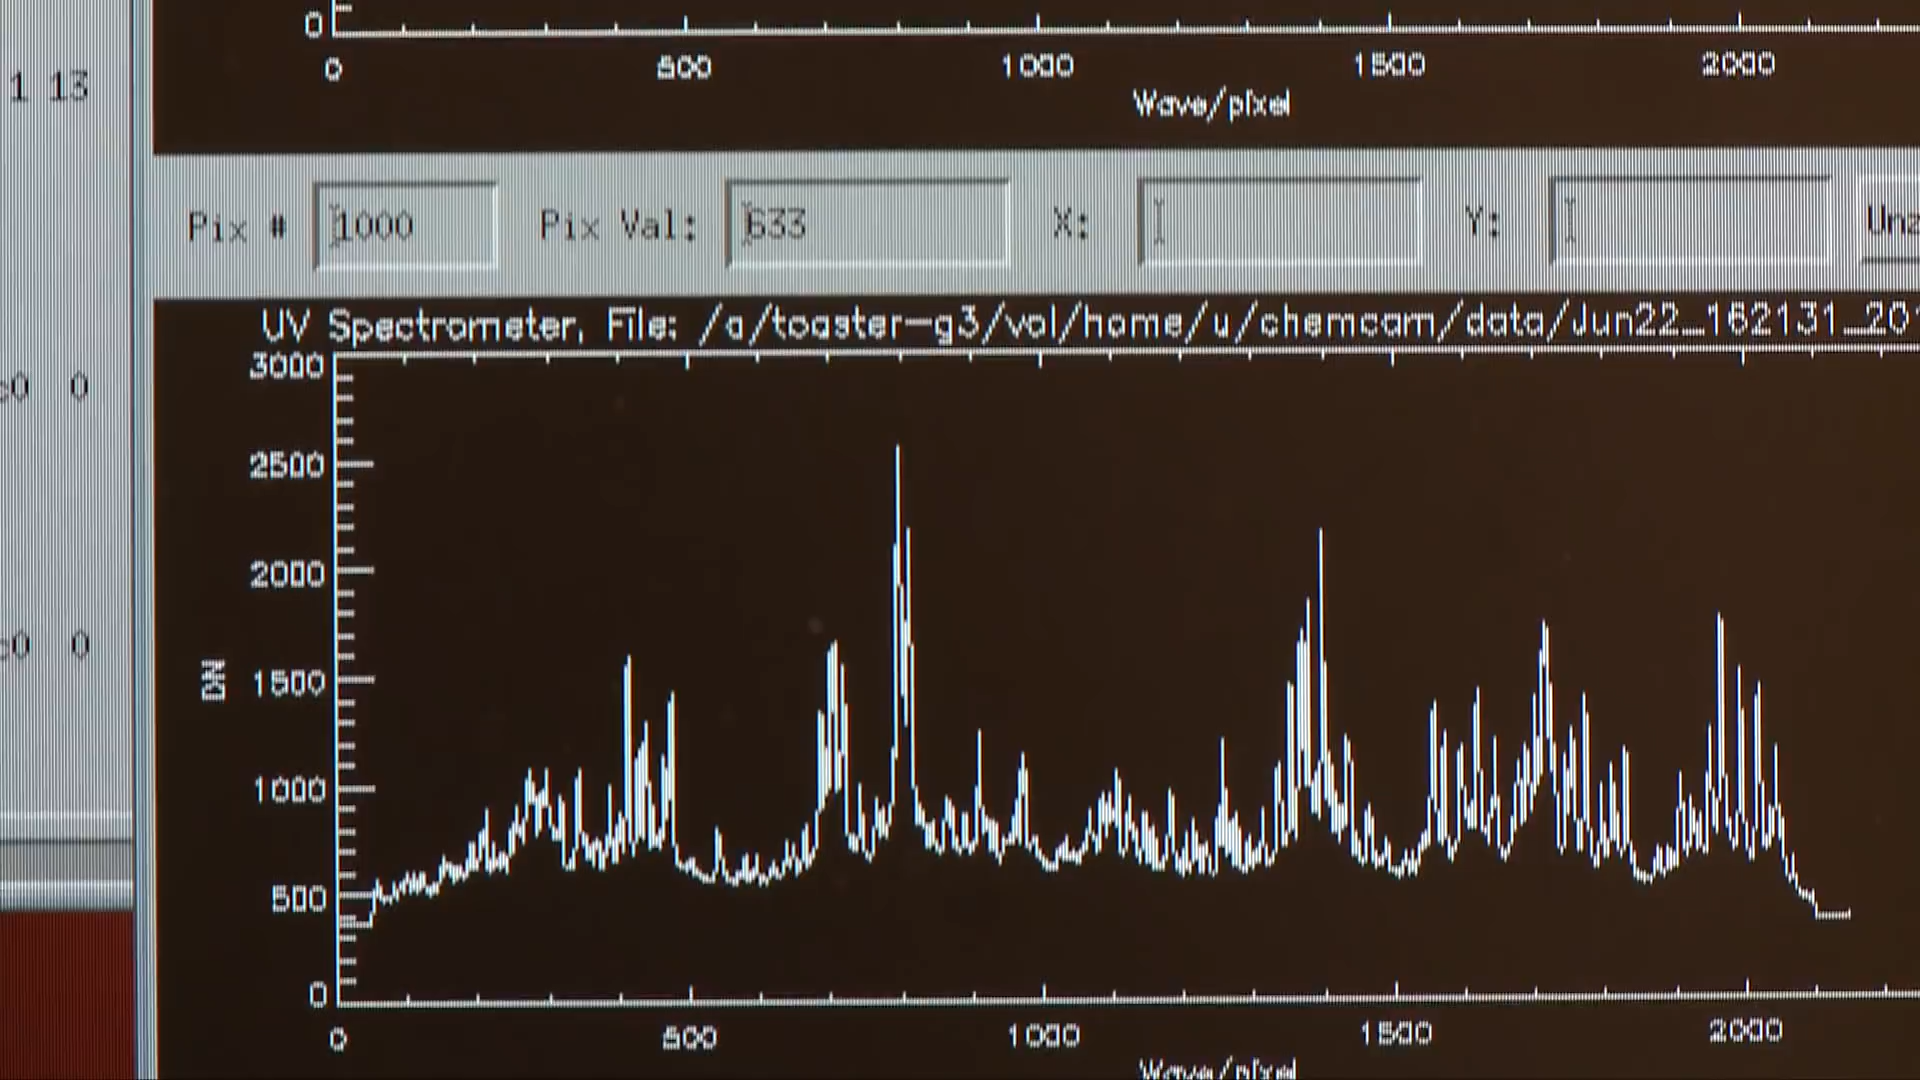 0
0 500 1000 1500 2000
Wave/pixel
1 13
Pix # 1000 Pix Val: 633 X: Y:
UV Spectrometer, File: /a/toaster-g3/vol/home/u/chemcam/data/Jun22_162131_20
3000
2500
2000
DN
1500
1000
500
0
0 0
0 0
0 500 1000 1500 2000
Wave/pixel